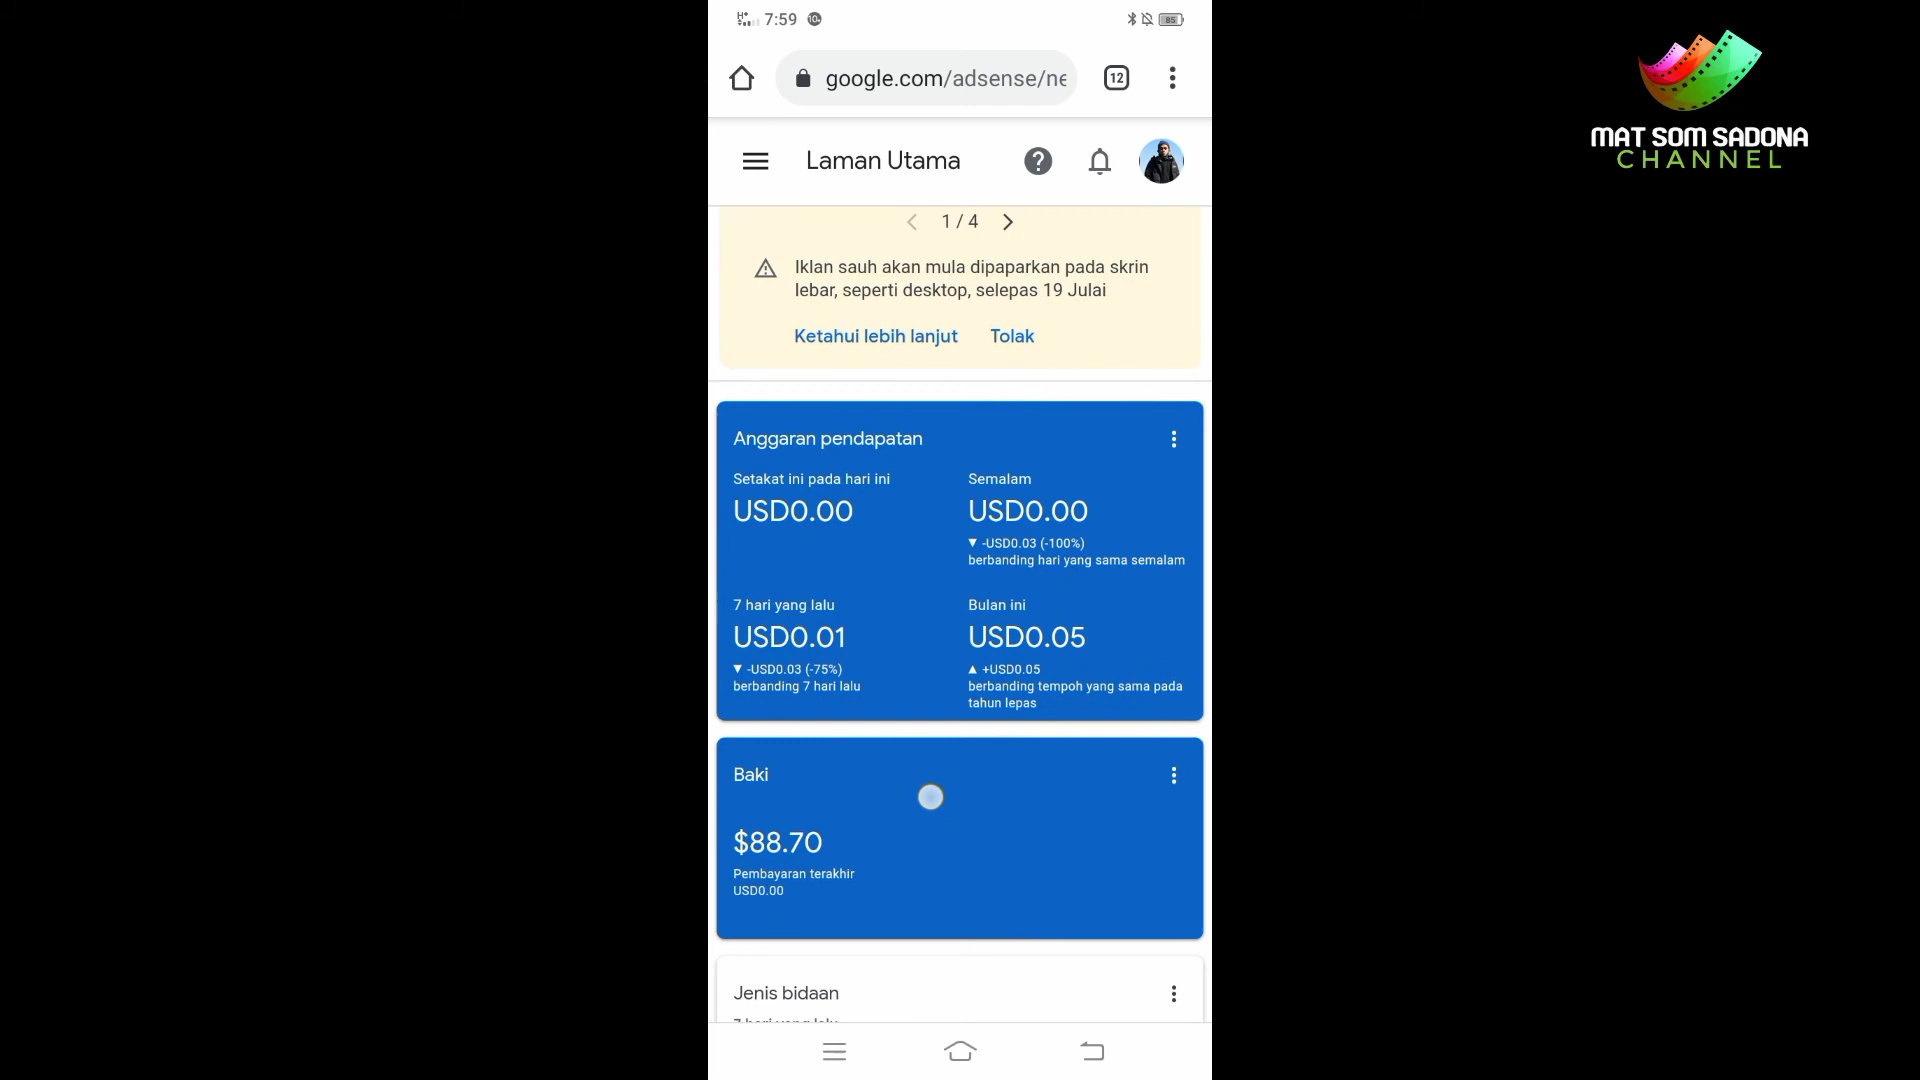 7:59
85
google.com/adsense/ne
12
MAT SOM SADONA
CHANNEL
Laman Utama
1 / 4
Iklan sauh akan mula dipaparkan pada skrin
lebar, seperti desktop, selepas 19 Julai
Ketahui lebih lanjut Tolak
Anggaran pendapatan
Setakat ini pada hari ini
USD0.00
Semalam
USD0.00
▼ -USD0.03 (-100%)
berbanding hari yang sama semalam
7 hari yang lalu
USD0.01
▼ -USD0.03 (-75%)
berbanding 7 hari lalu
Bulan ini
USD0.05
▲ +USD0.05
berbanding tempoh yang sama pada
tahun lepas
Baki
$88.70
Pembayaran terakhir
USD0.00
Jenis bidaan